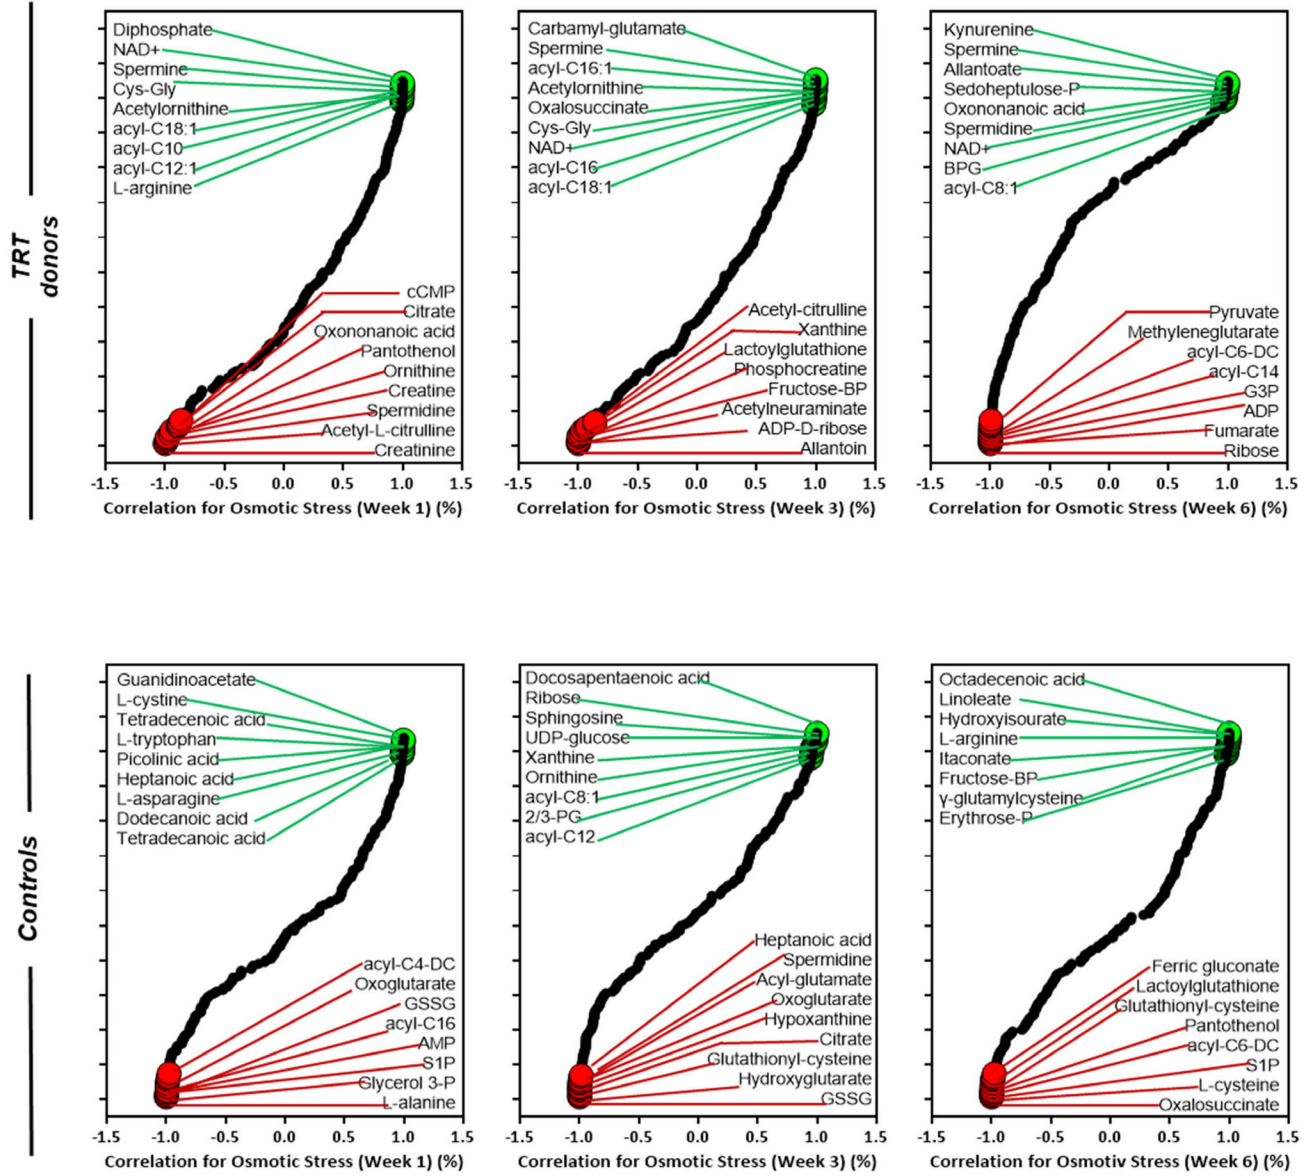 TRT
donors
Diphosphate
NAD+
Spermine
Cys-Gly
Acetylornithine
acyl-C18:1
acyl-C10
acyl-C12:1
L-arginine
cCMP
Citrate
Oxononanoic acid
Pantothenol
Ornithine
Creatine
Spermidine
Acetyl-L-citrulline
Creatinine
-1.5 -1.0 -0.5 0.0 0.5 1.0 1.5
Correlation for Osmotic Stress (Week 1) (%)
Carbamyl-glutamate
Spermine
acyl-C16:1
Acetylornithine
Oxalosuccinate
Cys-Gly
NAD+
acyl-C16
acyl-C18:1
Acetyl-citrulline
Xanthine
Lactoylglutathione
Phosphocreatine
Fructose-BP
Acetylneuraminate
ADP-D-ribose
Allantoin
-1.5 -1.0 -0.5 0.0 0.5 1.0 1.5
Correlation for Osmotic Stress (Week 3) (%)
Kynurenine
Spermine
Allantoate
Sedoheptulose-P
Oxononanoic acid
Spermidine
NAD+
BPG
acyl-C8:1
Pyruvate
Methyleneglutarate
acyl-C6-DC
acyl-C14
G3P
ADP
Fumarate
Ribose
-1.5 -1.0 -0.5 0.0 0.5 1.0 1.5
Correlation for Osmotic Stress (Week 6) (%)
Controls
Guanidinoacetate
L-cystine
Tetradecenoic acid
L-tryptophan
Picolinic acid
Heptanoic acid
L-asparagine
Dodecanoic acid
Tetradecanoic acid
acyl-C4-DC
Oxoglutarate
GSSG
acyl-C16
AMP
S1P
Glycerol 3-P
L-alanine
-1.5 -1.0 -0.5 0.0 0.5 1.0 1.5
Correlation for Osmotic Stress (Week 1) (%)
Docosapentaenoic acid
Ribose
Sphingosine
UDP-glucose
Xanthine
Ornithine
acyl-C8:1
2/3-PG
acyl-C12
Heptanoic acid
Spermidine
Acyl-glutamate
Oxoglutarate
Hypoxanthine
Citrate
Glutathionyl-cysteine
Hydroxyglutarate
GSSG
-1.5 -1.0 -0.5 0.0 0.5 1.0 1.5
Correlation for Osmotic Stress (Week 3) (%)
Octadecenoic acid
Linoleate
Hydroxyisourate
L-arginine
Itaconate
Fructose-BP
γ-glutamylcysteine
Erythrose-P
Ferric gluconate
Lactoylglutathione
Glutathionyl-cysteine
Pantothenol
acyl-C6-DC
S1P
L-cysteine
Oxalosuccinate
-1.5 -1.0 -0.5 0.0 0.5 1.0 1.5
Correlation for Osmotiv Stress (Week 6) (%)